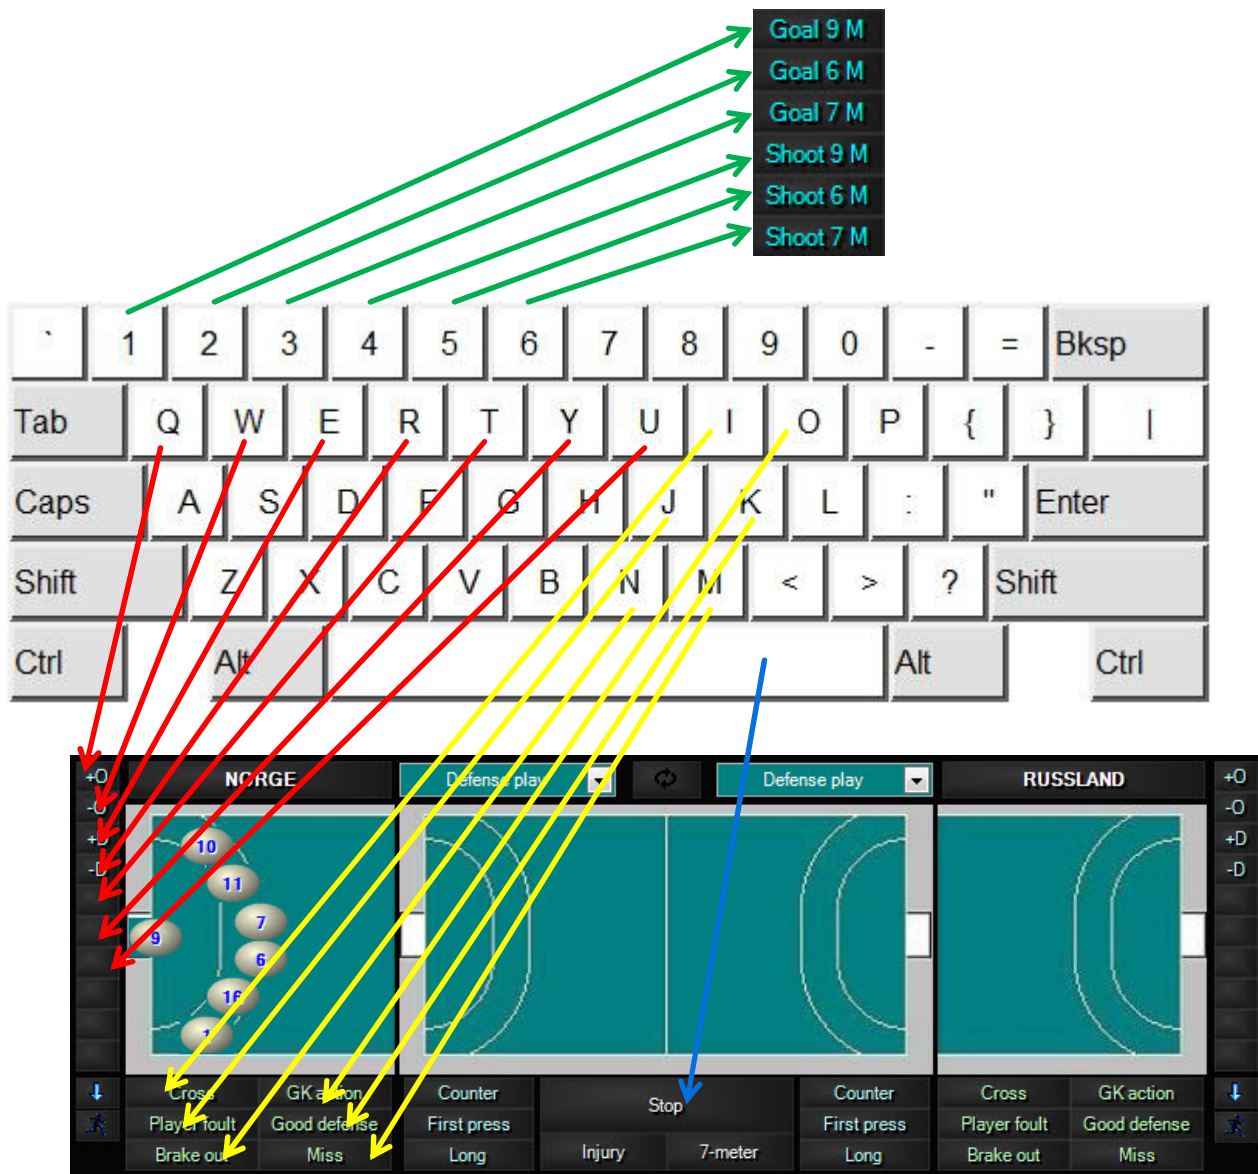 Goal 9 M
Goal 6 M
Goal 7 M
Shoot 9 M
Shoot 6 M
Shoot 7 M
` 1 2 3 4 5 6 7 8 9 0 - = Bksp
Tab Q W E R T Y U I O P { } |
Caps A S D F G H J K L : " Enter
Shift Z X C V B N M < > ? Shift
Ctrl Alt Alt Ctrl
+O NORGE Defense play Defense play RUSSLAND +O
-O -O
+D +D
-D -D
10
11
7
9
6
16
1
Cross GK action Counter Stop Counter Cross GK action
Player foult Good defense First press First press Player foult Good defense
Brake out Miss Long Injury 7-meter Long Brake out Miss